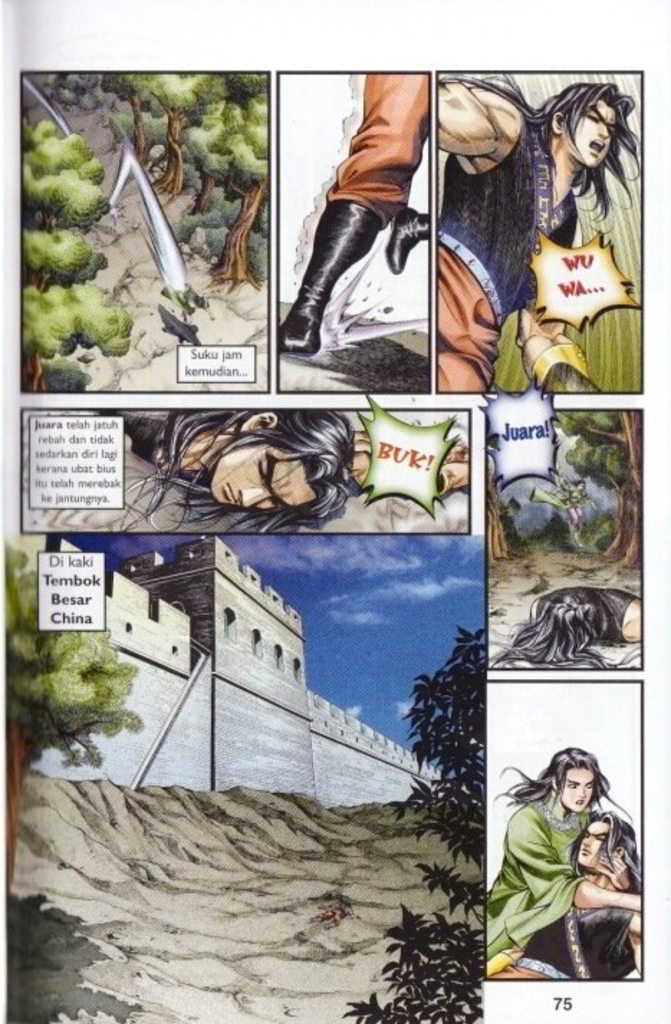 Suku jam
kemudian...
WU
WA...
Juara telah jatuh
rebah dan tidak
sedarkan diri lagi
kerana ubat bius
itu telah merebak
ke jantungnya.
BUK!
Juara!
Di kaki
Tembok
Besar
China
75